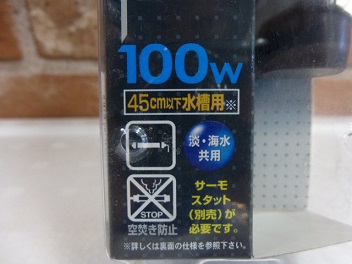 100W
45cm以下水槽用※
淡・海水
共用
STOP
空焚き防止
サーモ
スタット
(別売)が
必要です。
※詳しくは裏面の仕様を参照下さい。